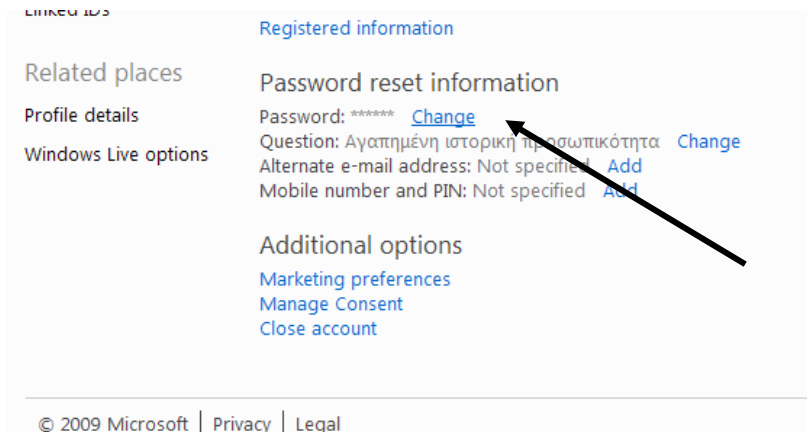 Linked IDs
Registered information
Related places
Profile details
Windows Live options
Password reset information
Password: ****** Change
Question: Αγαπημένη ιστορική προσωπικότητα Change
Alternate e-mail address: Not specified Add
Mobile number and PIN: Not specified Add
Additional options
Marketing preferences
Manage Consent
Close account
© 2009 Microsoft | Privacy | Legal